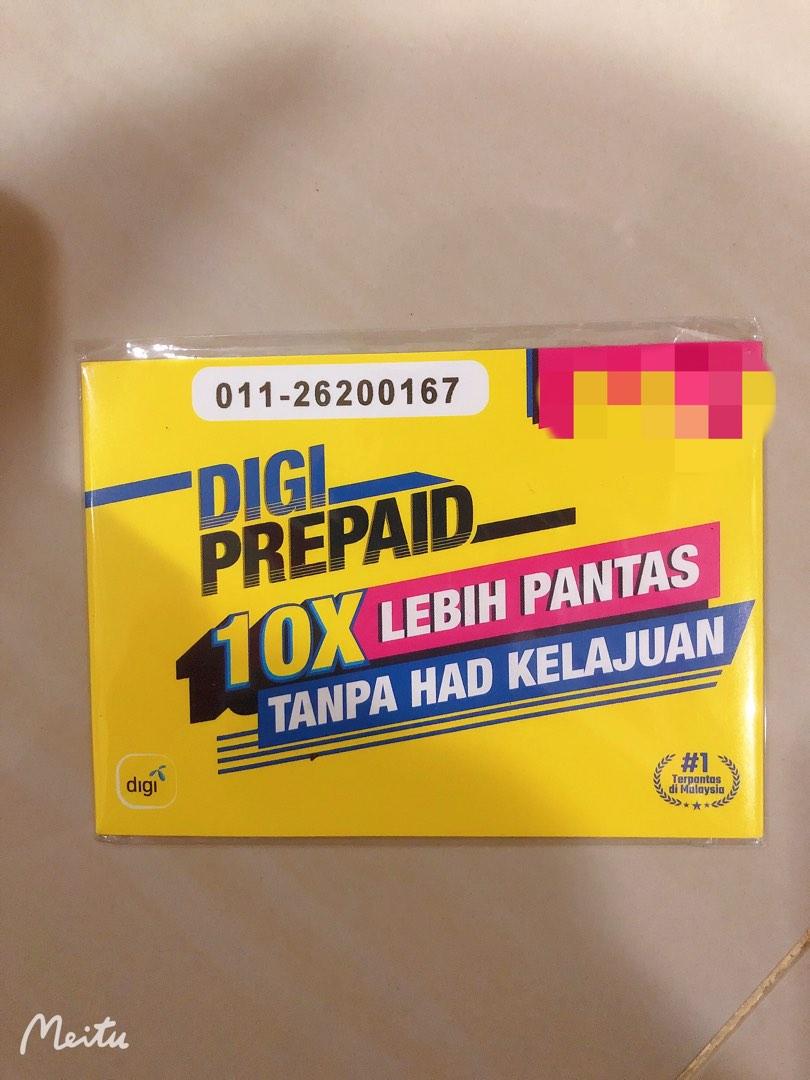 011-26200167
DIGI
PREPAID
10X LEBIH PANTAS
TANPA HAD KELAJUAN
digi
#1
Terpantas
di Malaysia
Meitu